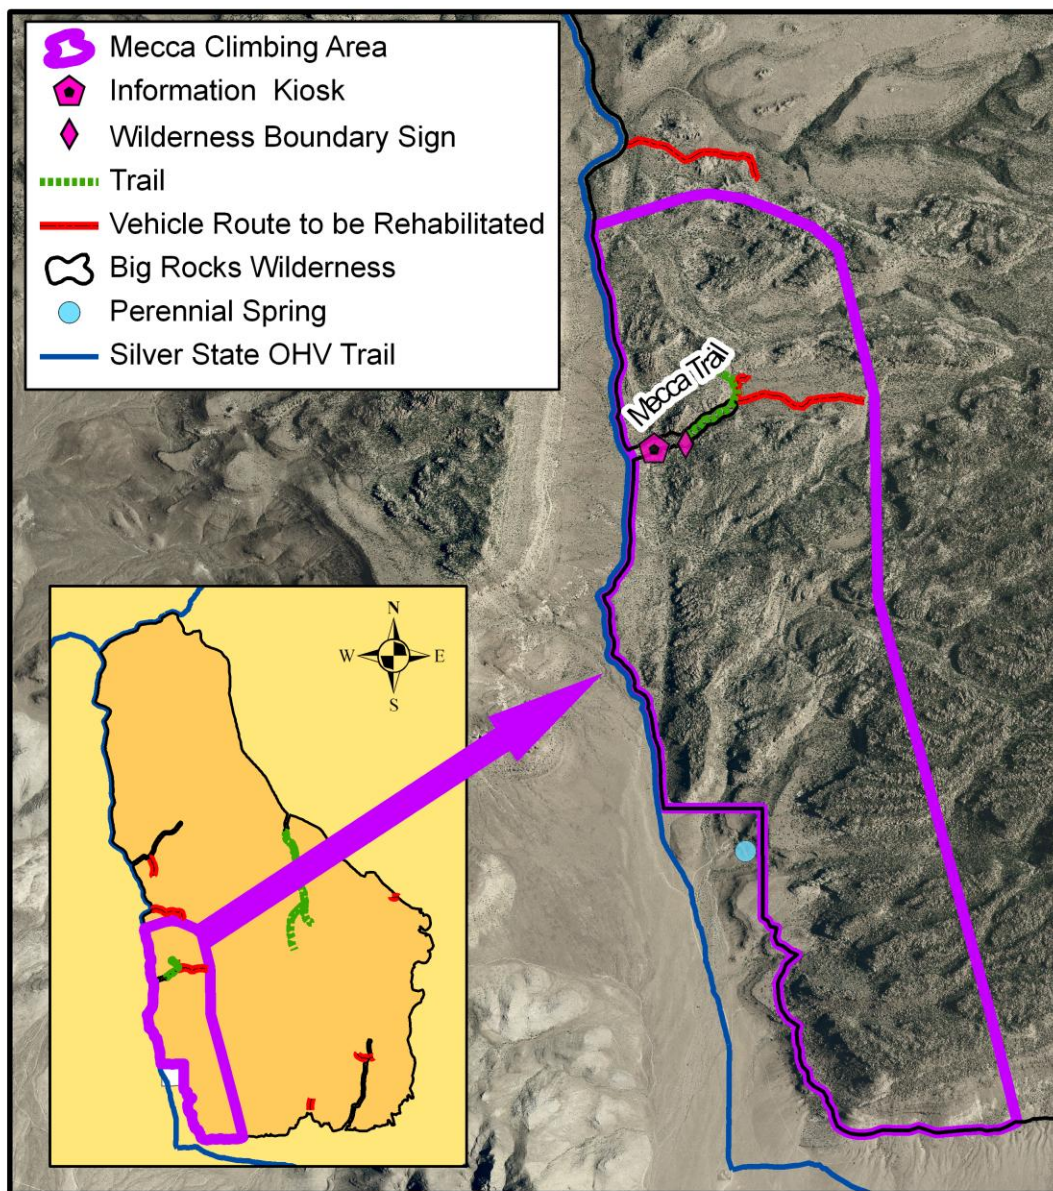 Mecca Climbing Area
Information Kiosk
Wilderness Boundary Sign
Trail
Vehicle Route to be Rehabilitated
Big Rocks Wilderness
Perennial Spring
Silver State OHV Trail
Mecca Trail
N
W E
S